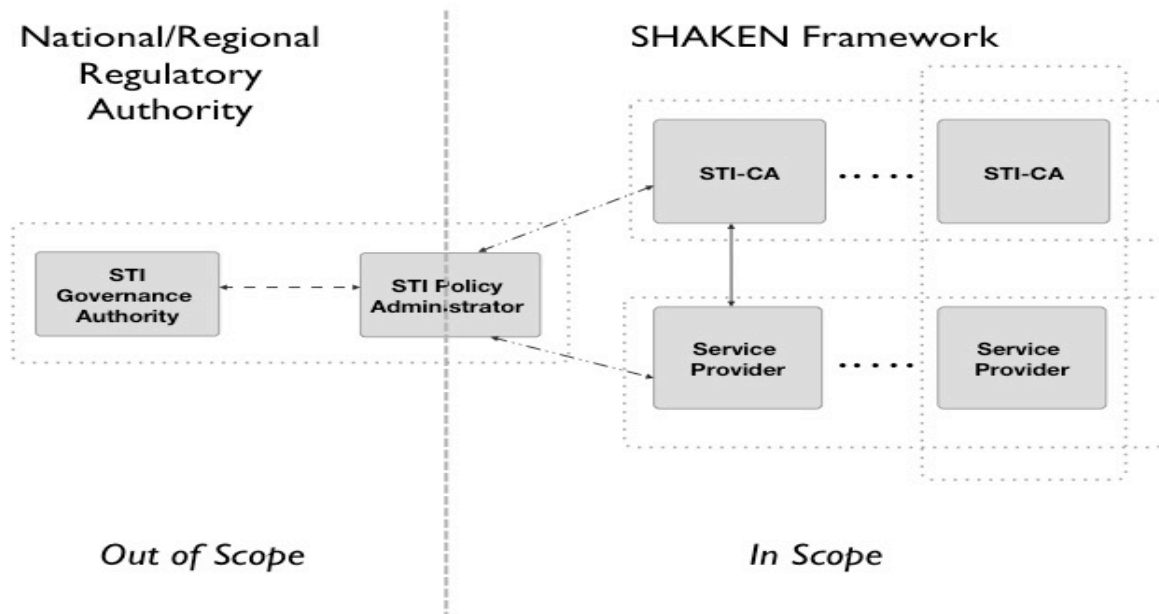 National/Regional
Regulatory
Authority
SHAKEN Framework
STI-CA
STI-CA
STI
Governance
Authority
STI Policy
Administrator
Service
Provider
Service
Provider
Out of Scope
In Scope